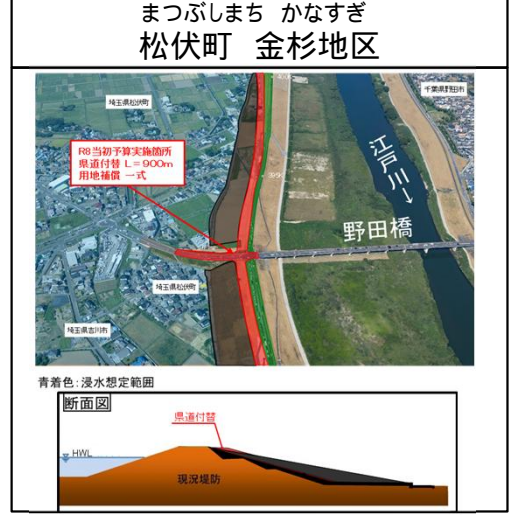 まつぶしまち かなすぎ
松伏町 金杉地区
埼玉県松伏町
千葉県野田市
R8当初予算実施箇所
県道付替 L=900m
用地補償 一式
江戸川→
野田橋
埼玉県松伏町
埼玉県吉川市
青着色:浸水想定範囲
断面図
県道付替
HWL
現況堤防